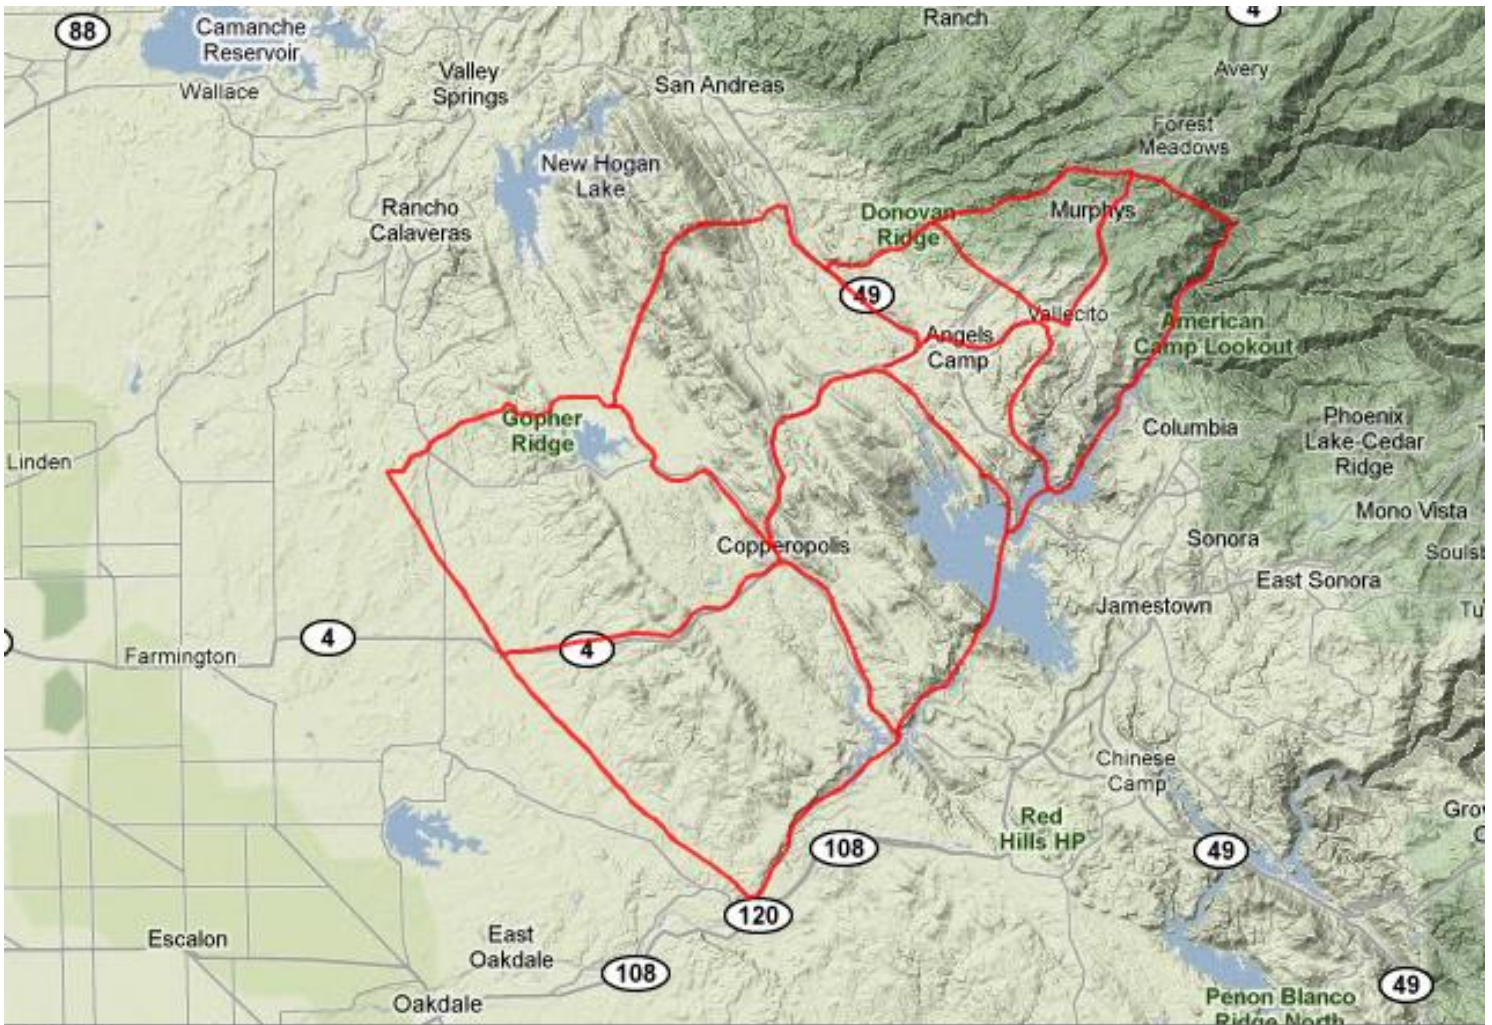 88
Camanche
Reservoir
Wallace
Valley
Springs
San Andreas
Ranch
4
Avery
Forest
Meadows
New Hogan
Lake
Rancho
Calaveras
Donovan
Ridge
Murphys
49
Vallecito
Angels
Camp
American
Camp Lookout
Gopher
Ridge
Columbia
Phoenix
Lake-Cedar
Ridge
Linden
Mono Vista
Copperopolis
Sonora
East Sonora
Jamestown
4
4
Farmington
Chinese
Camp
Red
Hills HP
108
49
120
Escalon
East
Oakdale
108
Oakdale
49
Penon Blanco
Ridge North